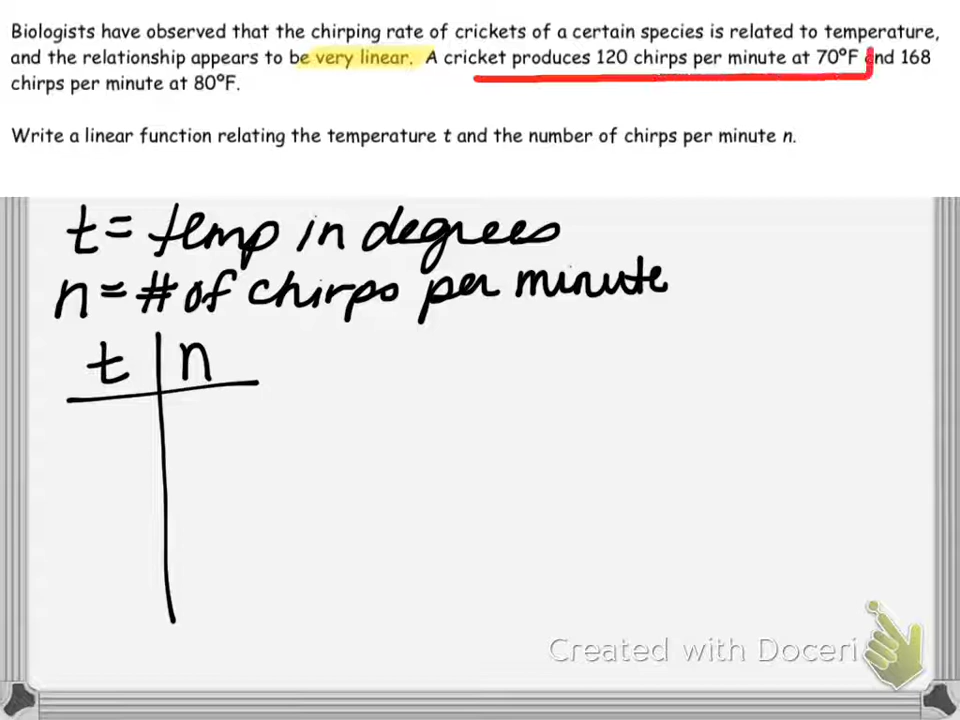 Biologists have observed that the chirping rate of crickets of a certain species is related to temperature,
and the relationship appears to be very linear. A cricket produces 120 chirps per minute at 70°F and 168
chirps per minute at 80°F.
Write a linear function relating the temperature t and the number of chirps per minute n.
t = temp in degrees
n = # of chirps per minute
t n
Created with Doceri